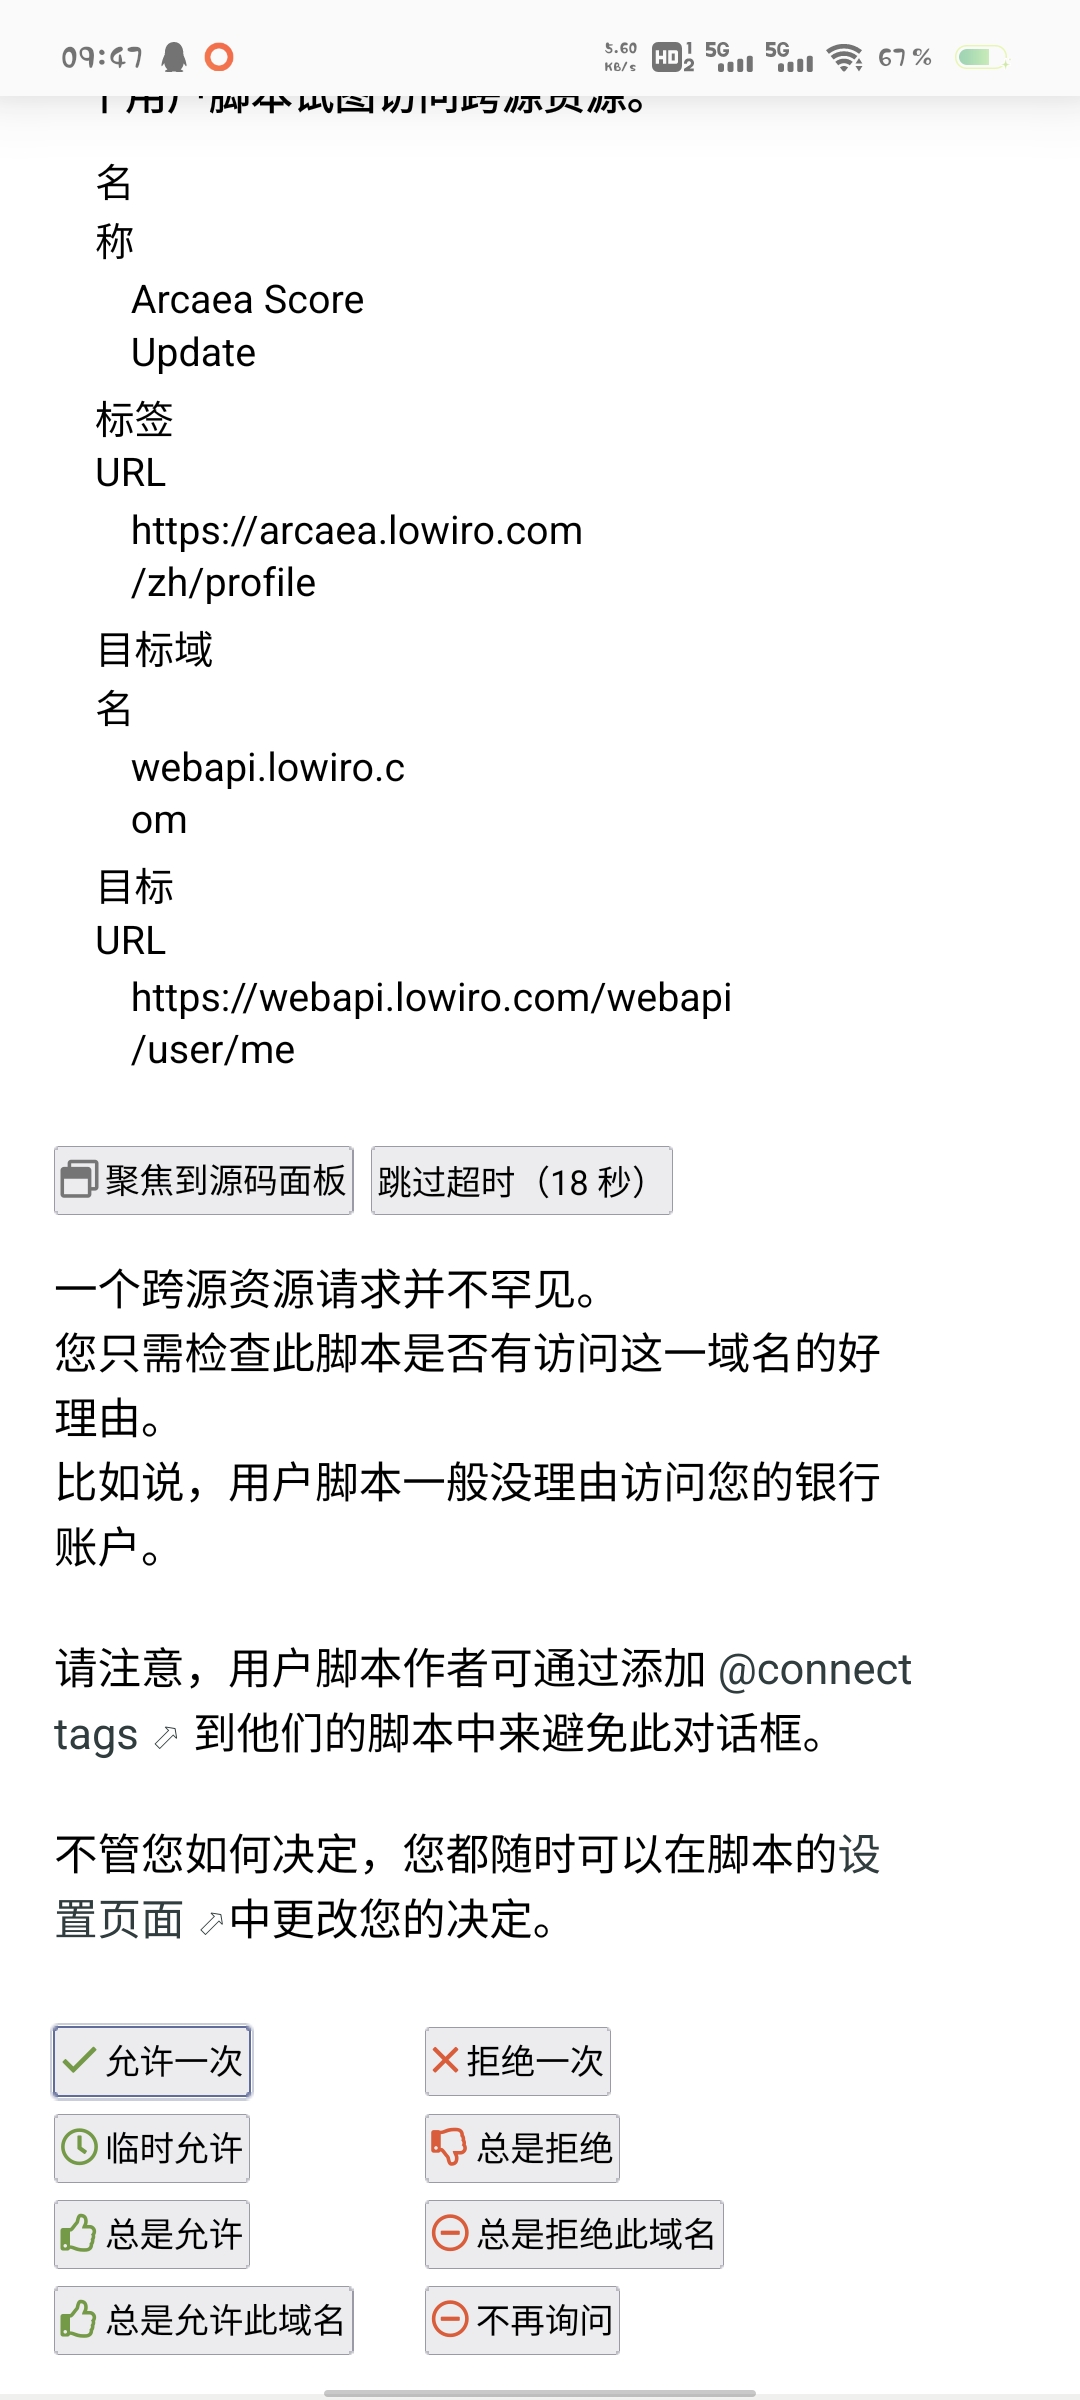 09:47
5.60
KB/s
HD 1 2
5G
5G
67 %
个用户脚本试图访问跨源资源。
名
称
Arcaea Score
Update
标签
URL
https://arcaea.lowiro.com
/zh/profile
目标域
名
webapi.lowiro.c
om
目标
URL
https://webapi.lowiro.com/webapi
/user/me
聚焦到源码面板
跳过超时（18 秒）
一个跨源资源请求并不罕见。
您只需检查此脚本是否有访问这一域名的好
理由。
比如说，用户脚本一般没理由访问您的银行
账户。
请注意，用户脚本作者可通过添加 @connect
tags 到他们的脚本中来避免此对话框。
不管您如何决定，您都随时可以在脚本的设
置页面 中更改您的决定。
允许一次
拒绝一次
临时允许
总是拒绝
总是允许
总是拒绝此域名
总是允许此域名
不再询问